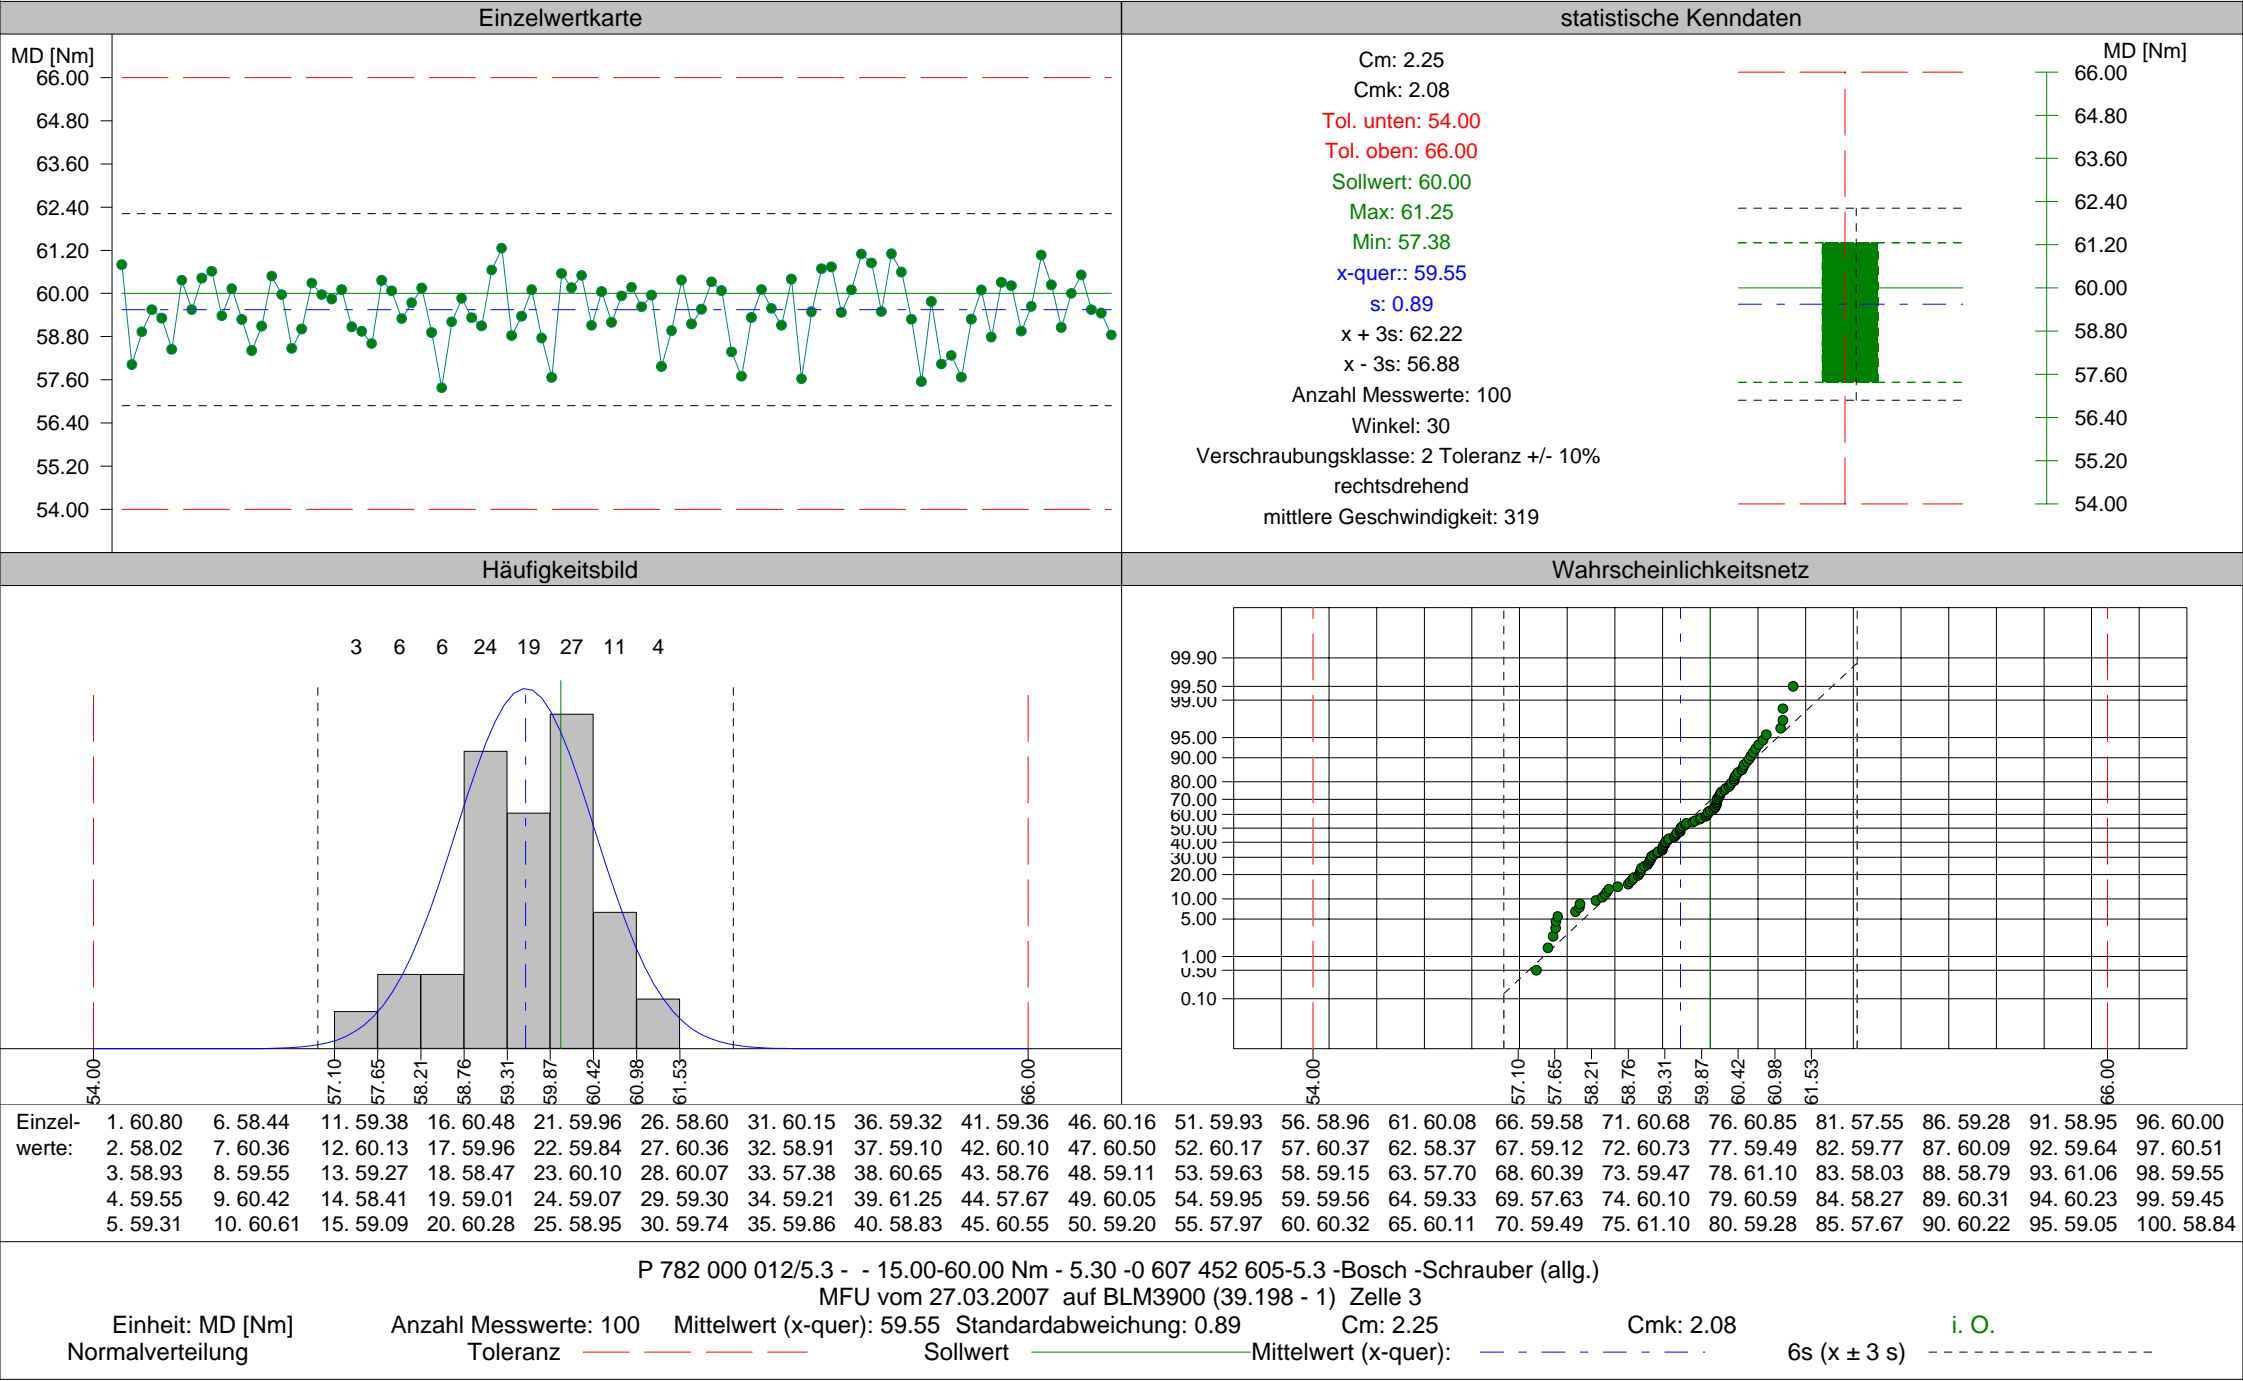 Einzelwertkarte
MD [Nm]
66.00
64.80
63.60
62.40
61.20
60.00
58.80
57.60
56.40
55.20
54.00
statistische Kenndaten
Cm: 2.25
Cmk: 2.08
Tol. unten: 54.00
Tol. oben: 66.00
Sollwert: 60.00
Max: 61.25
Min: 57.38
x-quer:: 59.55
s: 0.89
x + 3s: 62.22
x - 3s: 56.88
Anzahl Messwerte: 100
Winkel: 30
Verschraubungsklasse: 2 Toleranz +/- 10%
rechtsdrehend
mittlere Geschwindigkeit: 319
MD [Nm]
66.00
64.80
63.60
62.40
61.20
60.00
58.80
57.60
56.40
55.20
54.00
Häufigkeitsbild
3 6 6 24 19 27 11 4
54.00 57.10 57.65 58.21 58.76 59.31 59.87 60.42 60.98 61.53 66.00
Wahrscheinlichkeitsnetz
99.90
99.50
99.00
95.00
90.00
80.00
70.00
60.00
50.00
40.00
30.00
20.00
10.00
5.00
1.00
0.50
0.10
54.00 57.10 57.65 58.21 58.76 59.31 59.87 60.42 60.98 61.53 66.00
Einzel- 1. 60.80 6. 58.44 11. 59.38 16. 60.48 21. 59.96 26. 58.60 31. 60.15 36. 59.32 41. 59.36 46. 60.16 51. 59.93 56. 58.96 61. 60.08 66. 59.58 71. 60.68 76. 60.85 81. 57.55 86. 59.28 91. 58.95 96. 60.00
werte: 2. 58.02 7. 60.36 12. 60.13 17. 59.96 22. 59.84 27. 60.36 32. 58.91 37. 59.10 42. 60.10 47. 60.50 52. 60.17 57. 60.37 62. 58.37 67. 59.12 72. 60.73 77. 59.49 82. 59.77 87. 60.09 92. 59.64 97. 60.51
3. 58.93 8. 59.55 13. 59.27 18. 58.47 23. 60.10 28. 60.07 33. 57.38 38. 60.65 43. 58.76 48. 59.11 53. 59.63 58. 59.15 63. 57.70 68. 60.39 73. 59.47 78. 61.10 83. 58.03 88. 58.79 93. 61.06 98. 59.55
4. 59.55 9. 60.42 14. 58.41 19. 59.01 24. 59.07 29. 59.30 34. 59.21 39. 61.25 44. 57.67 49. 60.05 54. 59.95 59. 59.56 64. 59.33 69. 57.63 74. 60.10 79. 60.59 84. 58.27 89. 60.31 94. 60.23 99. 59.45
5. 59.31 10. 60.61 15. 59.09 20. 60.28 25. 58.95 30. 59.74 35. 59.86 40. 58.83 45. 60.55 50. 59.20 55. 57.97 60. 60.32 65. 60.11 70. 59.49 75. 61.10 80. 59.28 85. 57.67 90. 60.22 95. 59.05 100. 58.84
P 782 000 012/5.3 - - 15.00-60.00 Nm - 5.30 -0 607 452 605-5.3 -Bosch -Schrauber (allg.)
MFU vom 27.03.2007 auf BLM3900 (39.198 - 1) Zelle 3
Einheit: MD [Nm] Anzahl Messwerte: 100 Mittelwert (x-quer): 59.55 Standardabweichung: 0.89 Cm: 2.25 Cmk: 2.08 i. O.
Normalverteilung Toleranz Sollwert Mittelwert (x-quer): 6s (x ± 3 s)